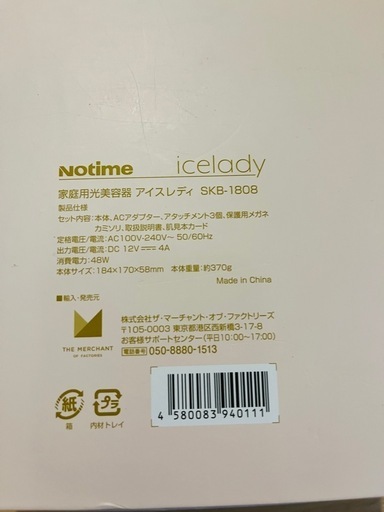 Notime icelady
家庭用光美容器 アイスレディ SKB-1808
製品仕様
セット内容:本体、ACアダプター、アタッチメント3個、保護用メガネ
カミソリ、取扱説明書、肌見本カード
定格電圧/電流:AC100V-240V~ 50/60Hz
出力電圧/電流:DC 12V⎓4A
消費電力:48W
本体サイズ:184×170×58mm 本体重量:約370g
Made in China
■輸入・発売元
THE MERCHANT
OF FACTORIES
株式会社ザ・マーチャント・オブ・ファクトリーズ
〒105-0003 東京都港区西新橋3-17-8
お客様サポートセンター(平日10:00~17:00)
電話番号 050-8880-1513
紙
箱
プラ
内材トレイ
4 580083 940111